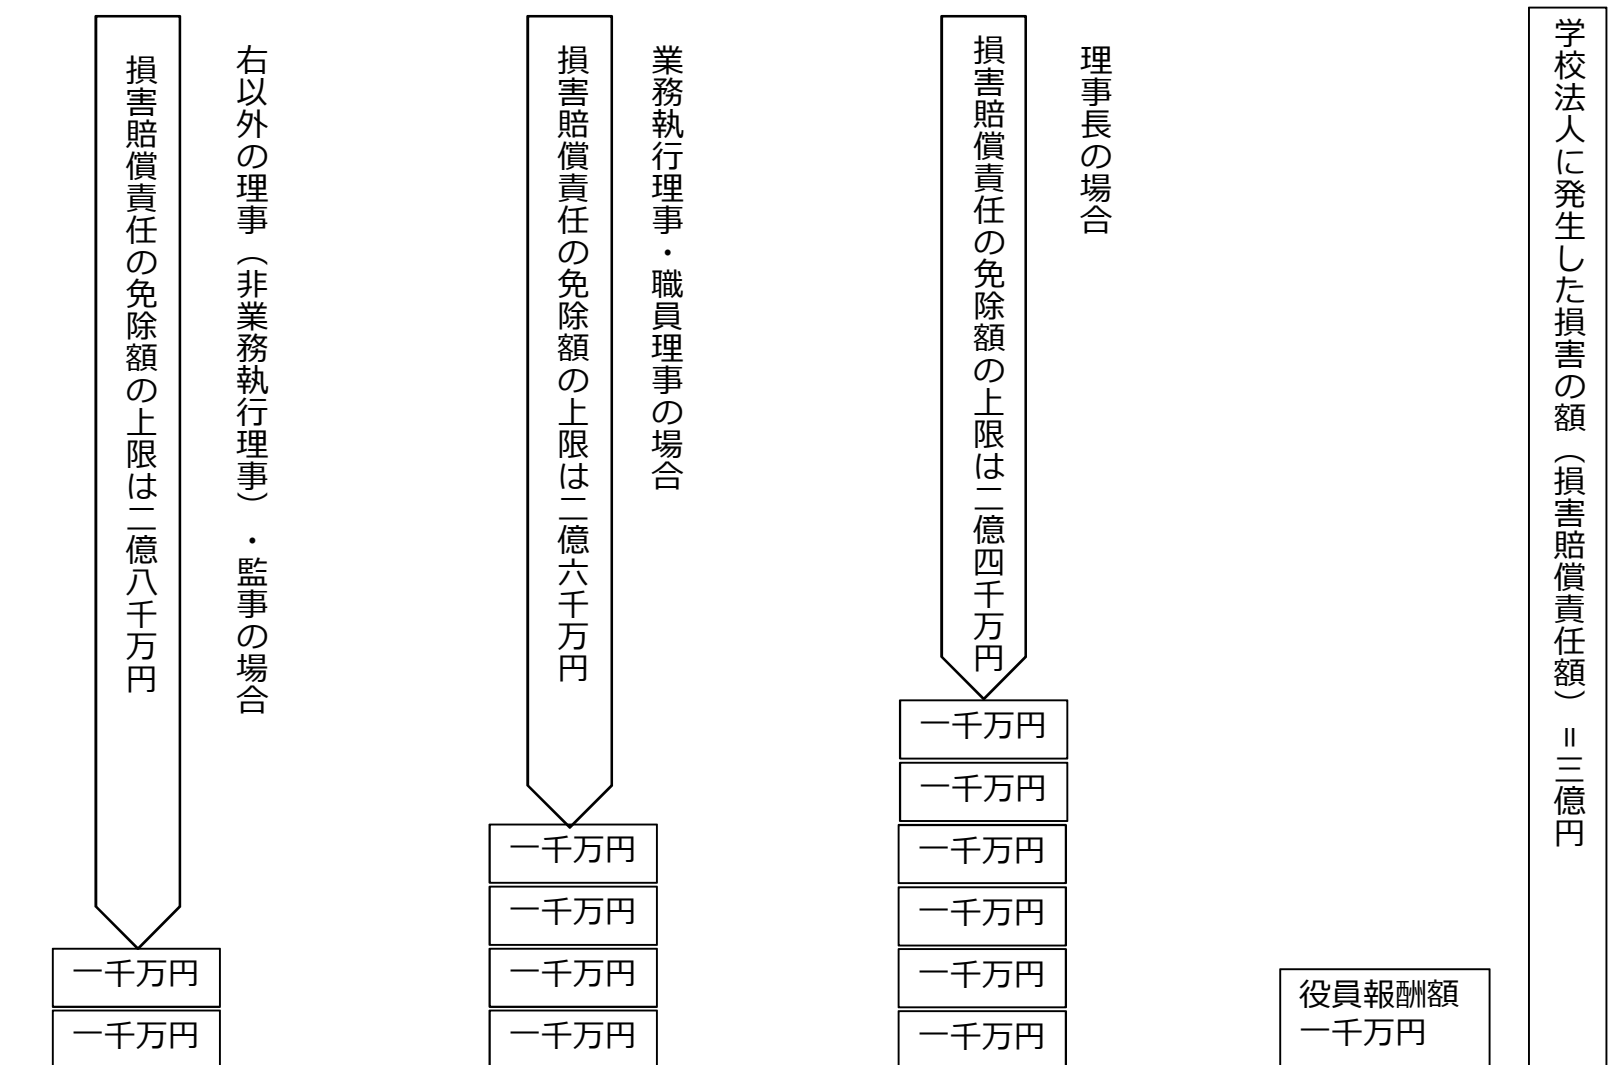 学校法人に発生した損害の額（損害賠償責任額）＝三億円
役員報酬額
一千万円
理事長の場合
損害賠償責任の免除額の上限は二億四千万円
一千万円
一千万円
一千万円
一千万円
一千万円
一千万円
業務執行理事・職員理事の場合
損害賠償責任の免除額の上限は二億六千万円
一千万円
一千万円
一千万円
一千万円
右以外の理事（非業務執行理事）・監事の場合
損害賠償責任の免除額の上限は二億八千万円
一千万円
一千万円